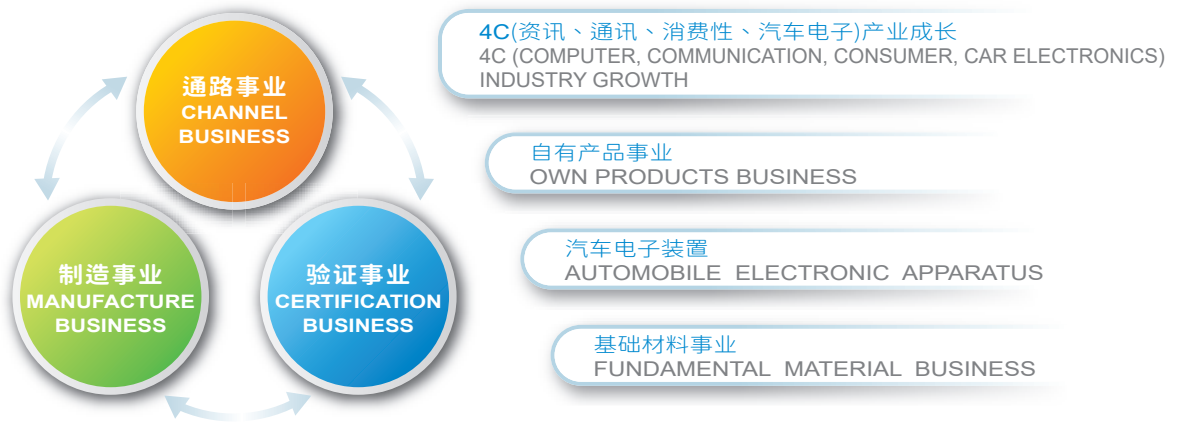 通路事业
CHANNEL
BUSINESS
制造事业
MANUFACTURE
BUSINESS
验证事业
CERTIFICATION
BUSINESS
4C(资讯、通讯、消费性、汽车电子)产业成长
4C (COMPUTER, COMMUNICATION, CONSUMER, CAR ELECTRONICS)
INDUSTRY GROWTH
自有产品事业
OWN PRODUCTS BUSINESS
汽车电子装置
AUTOMOBILE ELECTRONIC APPARATUS
基础材料事业
FUNDAMENTAL MATERIAL BUSINESS